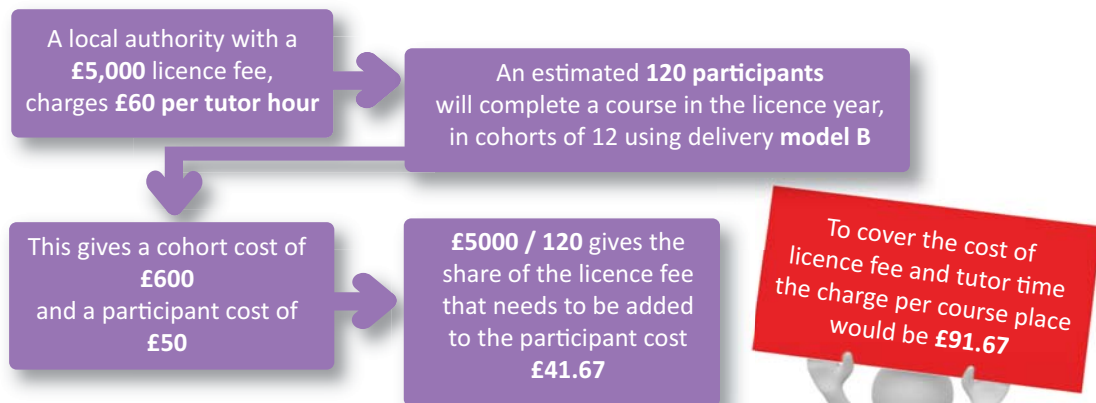 A local authority with a
£5,000 licence fee,
charges £60 per tutor hour
An estimated 120 participants
will complete a course in the licence year,
in cohorts of 12 using delivery model B
This gives a cohort cost of
£600
and a participant cost of
£50
£5000 / 120 gives the
share of the licence fee
that needs to be added
to the participant cost
£41.67
To cover the cost of
licence fee and tutor time
the charge per course place
would be £91.67